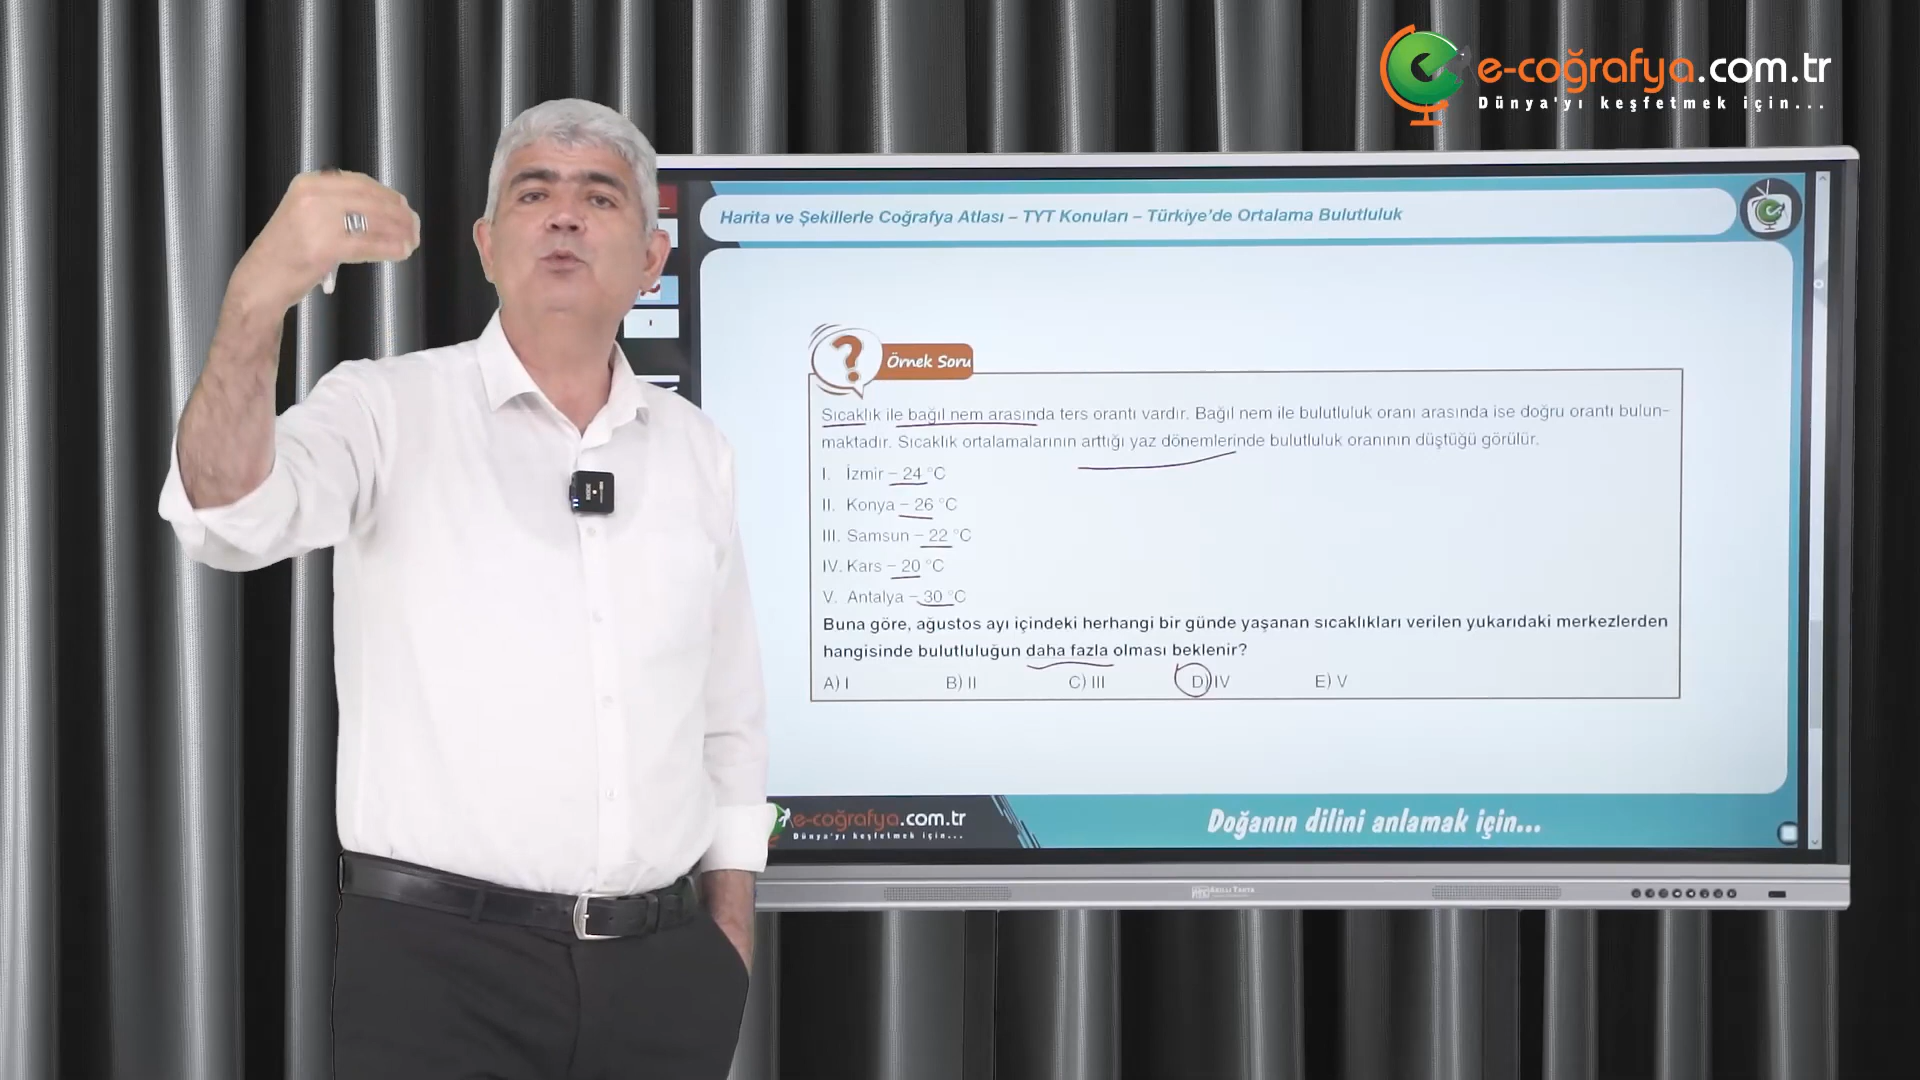 e-coğrafya.com.tr
Dünya'yı keşfetmek için...
Harita ve Şekillerle Coğrafya Atlası – TYT Konuları – Türkiye'de Ortalama Bulutluluk
Örnek Soru
Sıcaklık ile bağıl nem arasında ters orantı vardır. Bağıl nem ile bulutluluk oranı arasında ise doğru orantı bulun-
maktadır. Sıcaklık ortalamalarının arttığı yaz dönemlerinde bulutluluk oranının düştüğü görülür.
I. İzmir – 24 °C
II. Konya – 26 °C
III. Samsun – 22 °C
IV. Kars – 20 °C
V. Antalya – 30 °C
Buna göre, ağustos ayı içindeki herhangi bir günde yaşanan sıcaklıkları verilen yukarıdaki merkezlerden
hangisinde bulutluluğun daha fazla olması beklenir?
A) I B) II C) III D) IV E) V
e-coğrafya.com.tr
Dünya'yı keşfetmek için...
Doğanın dilini anlamak için...